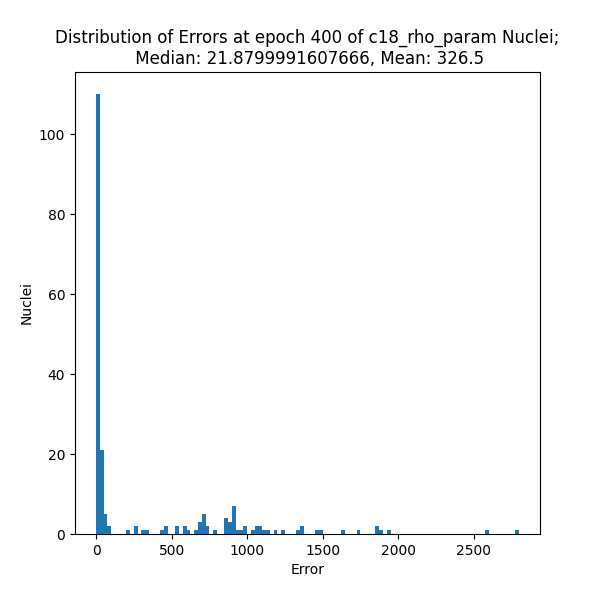 Distribution of Errors at epoch 400 of c18_rho_param Nuclei;
Median: 21.8799991607666, Mean: 326.5
100
80
60
40
20
0
Nuclei
0 500 1000 1500 2000 2500
Error